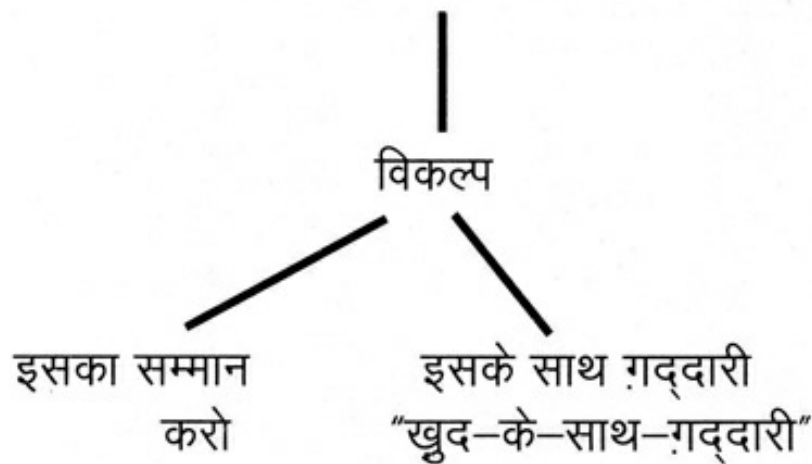 विकल्प
इसका सम्मान इसके साथ ग़द्दारी
करो "ख़ुद–के–साथ–ग़द्दारी"